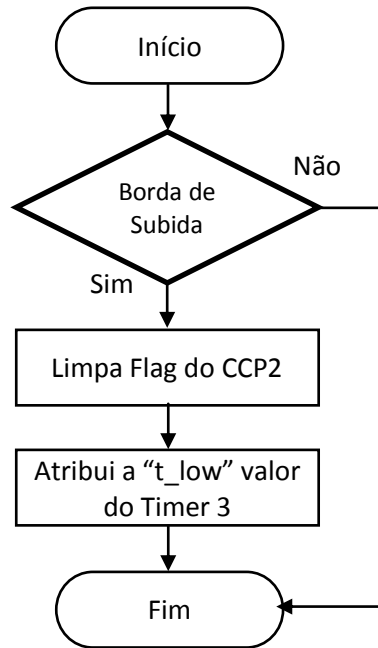 Início
Não
Borda de
Subida
Sim
Limpa Flag do CCP2
Atribui a “t_low” valor
do Timer 3
Fim